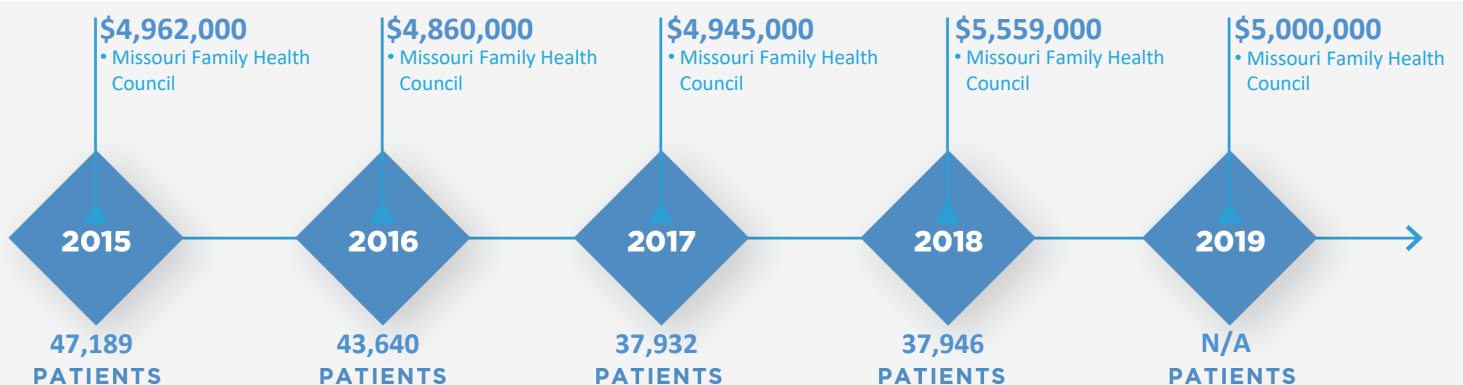 $4,962,000
• Missouri Family Health
Council
$4,860,000
• Missouri Family Health
Council
$4,945,000
• Missouri Family Health
Council
$5,559,000
• Missouri Family Health
Council
$5,000,000
• Missouri Family Health
Council
2015
2016
2017
2018
2019
47,189
PATIENTS
43,640
PATIENTS
37,932
PATIENTS
37,946
PATIENTS
N/A
PATIENTS